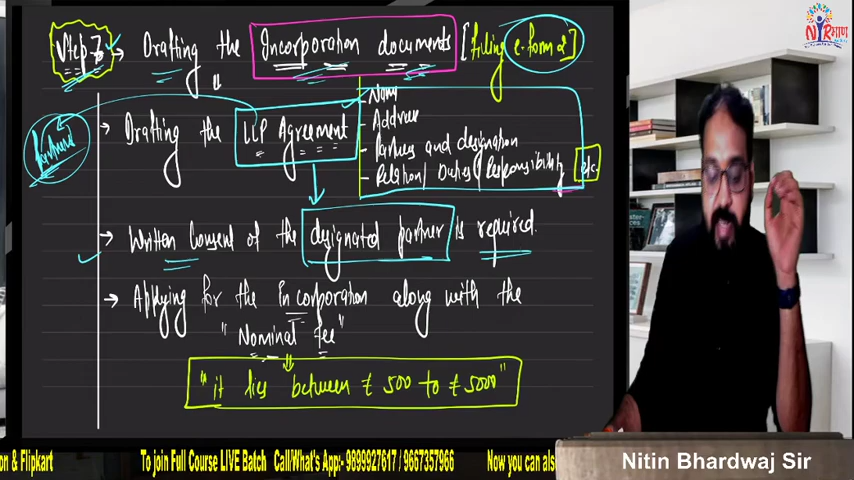 Step 3 → Drafting the Incorporation documents [filing e-form 2]
→ Drafting the LLP Agreement
- Name
- Address
- Partners and designation
- Relation/Duties/Responsibility etc.
→ Written Consent of the designated partner is required.
→ Applying for the Incorporation along with the
"Nominal fee"
"it lies between ₹ 500 to ₹ 5000"
NIRमाण
on & Flipkart
To join Full Course LIVE Batch Call/What's App:- 9899927617 / 9667357966
Now you can als
Nitin Bhardwaj Sir